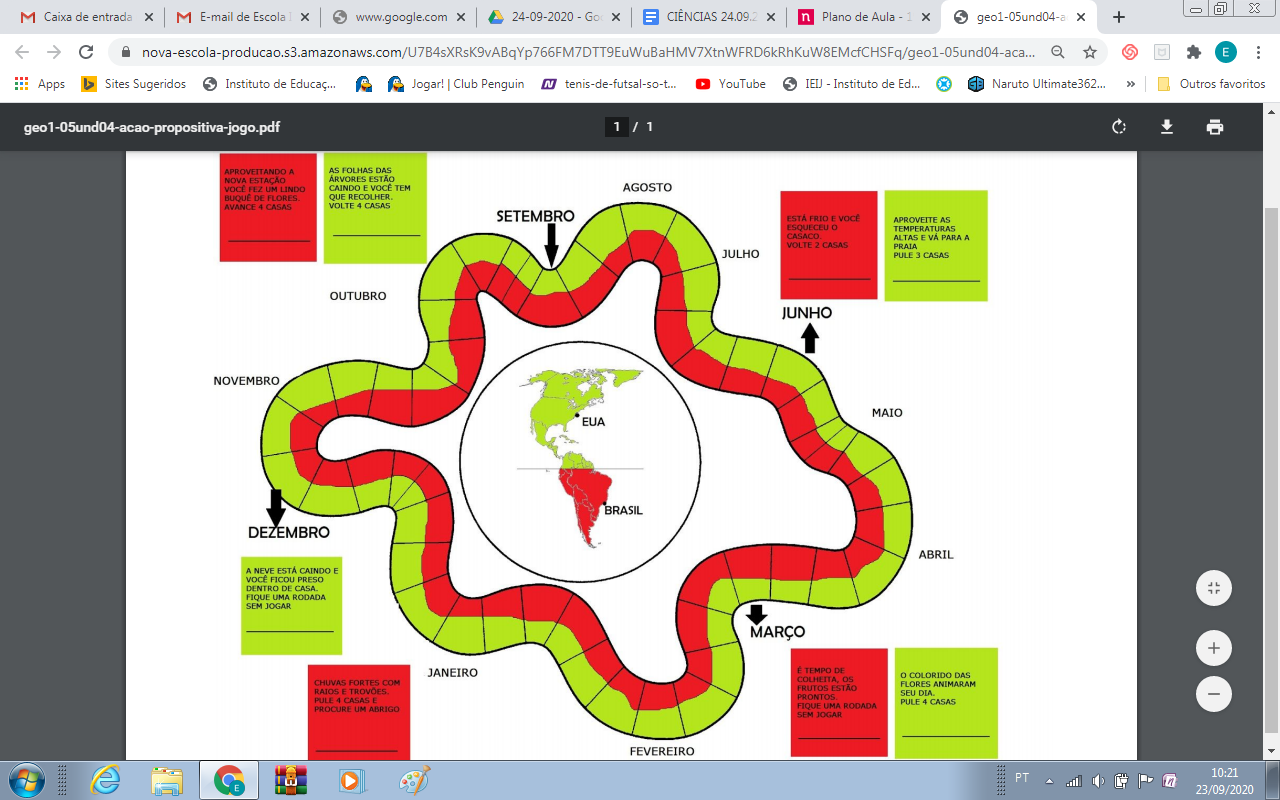 Caixa de entrada
E-mail de Escola
www.google.com
24-09-2020 - Go
CIÊNCIAS 24.09.2
Plano de Aula - 1
geo1-05und04-a
nova-escola-producao.s3.amazonaws.com/U7B4sXRsK9vABqYp766FM7DTT9EuWuBaHMV7XtnWFRD6kRhKuW8EMcfCHSFq/geo1-05und04-aca...
E
Apps
Sites Sugeridos
Instituto de Educaç...
Jogar! | Club Penguin
tenis-de-futsal-so-t...
YouTube
IEIJ - Instituto de Ed...
Naruto Ultimate362...
»
Outros favoritos
geo1-05und04-acao-propositiva-jogo.pdf
1 / 1
APROVEITANDO A
NOVA ESTAÇÃO
VOCÊ FEZ UM LINDO
BUQUÊ DE FLORES.
AVANCE 4 CASAS
AS FOLHAS DAS
ÁRVORES ESTÃO
CAINDO E VOCÊ TEM
QUE RECOLHER.
VOLTE 4 CASAS
SETEMBRO
AGOSTO
JULHO
ESTÁ FRIO E VOCÊ
ESQUECEU O
CASACO.
VOLTE 2 CASAS
APROVEITE AS
TEMPERATURAS
ALTAS E VÁ PARA A
PRAIA
PULE 3 CASAS
JUNHO
OUTUBRO
NOVEMBRO
MAIO
EUA
BRASIL
DEZEMBRO
ABRIL
A NEVE ESTÁ CAINDO E
VOCÊ FICOU PRESO
DENTRO DE CASA.
FIQUE UMA RODADA
SEM JOGAR
MARÇO
JANEIRO
CHUVAS FORTES COM
RAIOS E TROVÕES.
PULE 4 CASAS E
PROCURE UM ABRIGO
É TEMPO DE
COLHEITA, OS
FRUTOS ESTÃO
PRONTOS.
FIQUE UMA RODADA
SEM JOGAR
O COLORIDO DAS
FLORES ANIMARAM
SEU DIA.
PULE 4 CASAS
FEVEREIRO
PT
10:21
23/09/2020